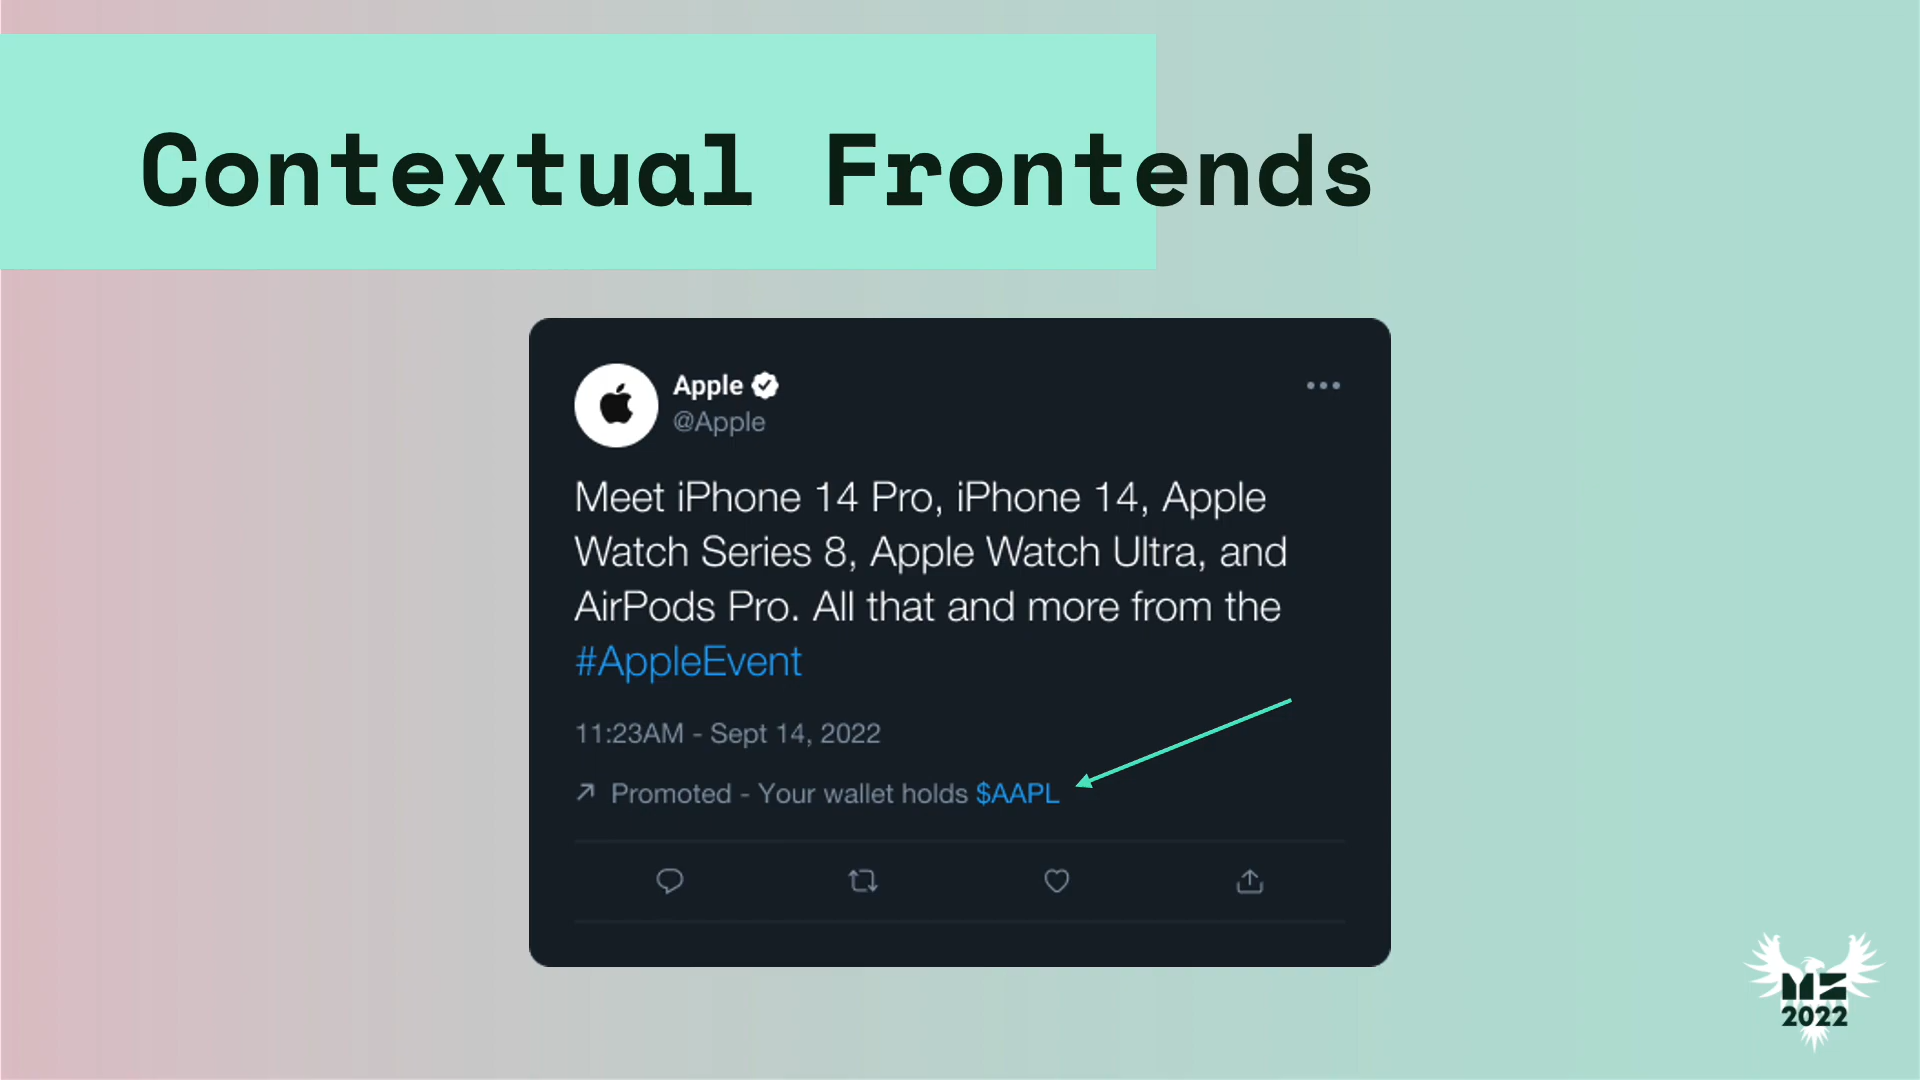 Contextual Frontends
Apple
@Apple
Meet iPhone 14 Pro, iPhone 14, Apple
Watch Series 8, Apple Watch Ultra, and
AirPods Pro. All that and more from the
#AppleEvent
11:23AM - Sept 14, 2022
Promoted - Your wallet holds $AAPL
2022